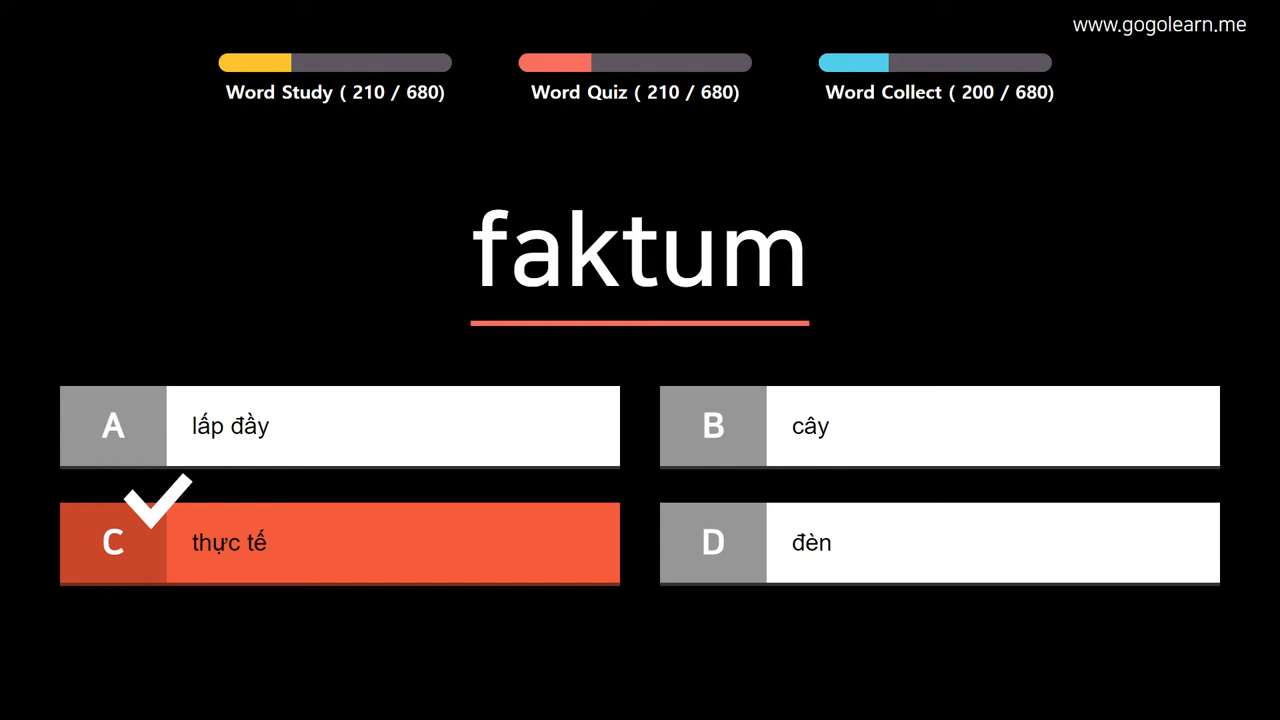 www.gogolearn.me
Word Study ( 210 / 680)
Word Quiz ( 210 / 680)
Word Collect ( 200 / 680)
faktum
A lấp đầy
B cây
C thực tế
D đèn